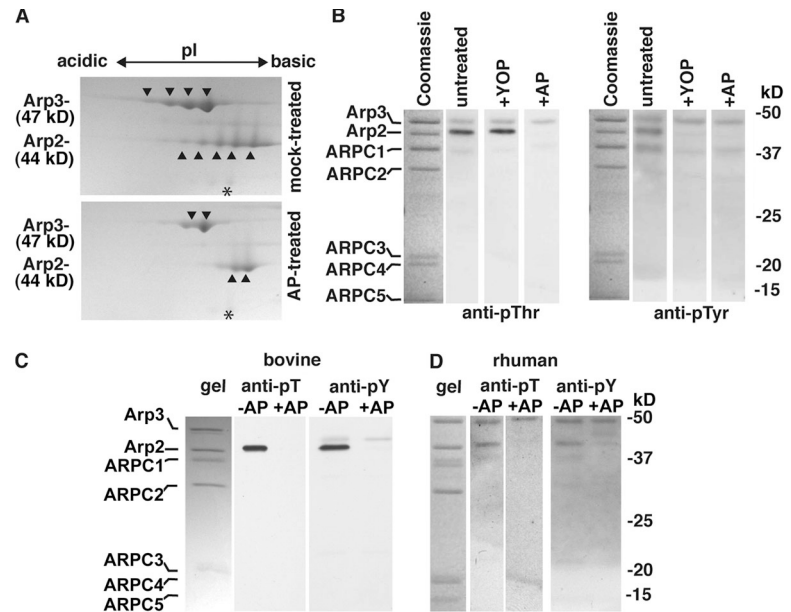 A
pI
acidic
basic
Arp3-
(47 kD)
Arp2-
(44 kD)
mock-treated
*
Arp3-
(47 kD)
Arp2-
(44 kD)
AP-treated
*
B
Coomassie
untreated
+YOP
+AP
Coomassie
untreated
+YOP
+AP
kD
Arp3
Arp2
ARPC1
ARPC2
ARPC3
ARPC4
ARPC5
-50
-37
-25
-20
-15
anti-pThr
anti-pTyr
C
bovine
gel anti-pT anti-pY
-AP +AP -AP +AP
Arp3
Arp2
ARPC1
ARPC2
ARPC3
ARPC4
ARPC5
D
rhuman
gel anti-pT anti-pY
-AP +AP -AP +AP
kD
-50
-37
-25
-20
-15